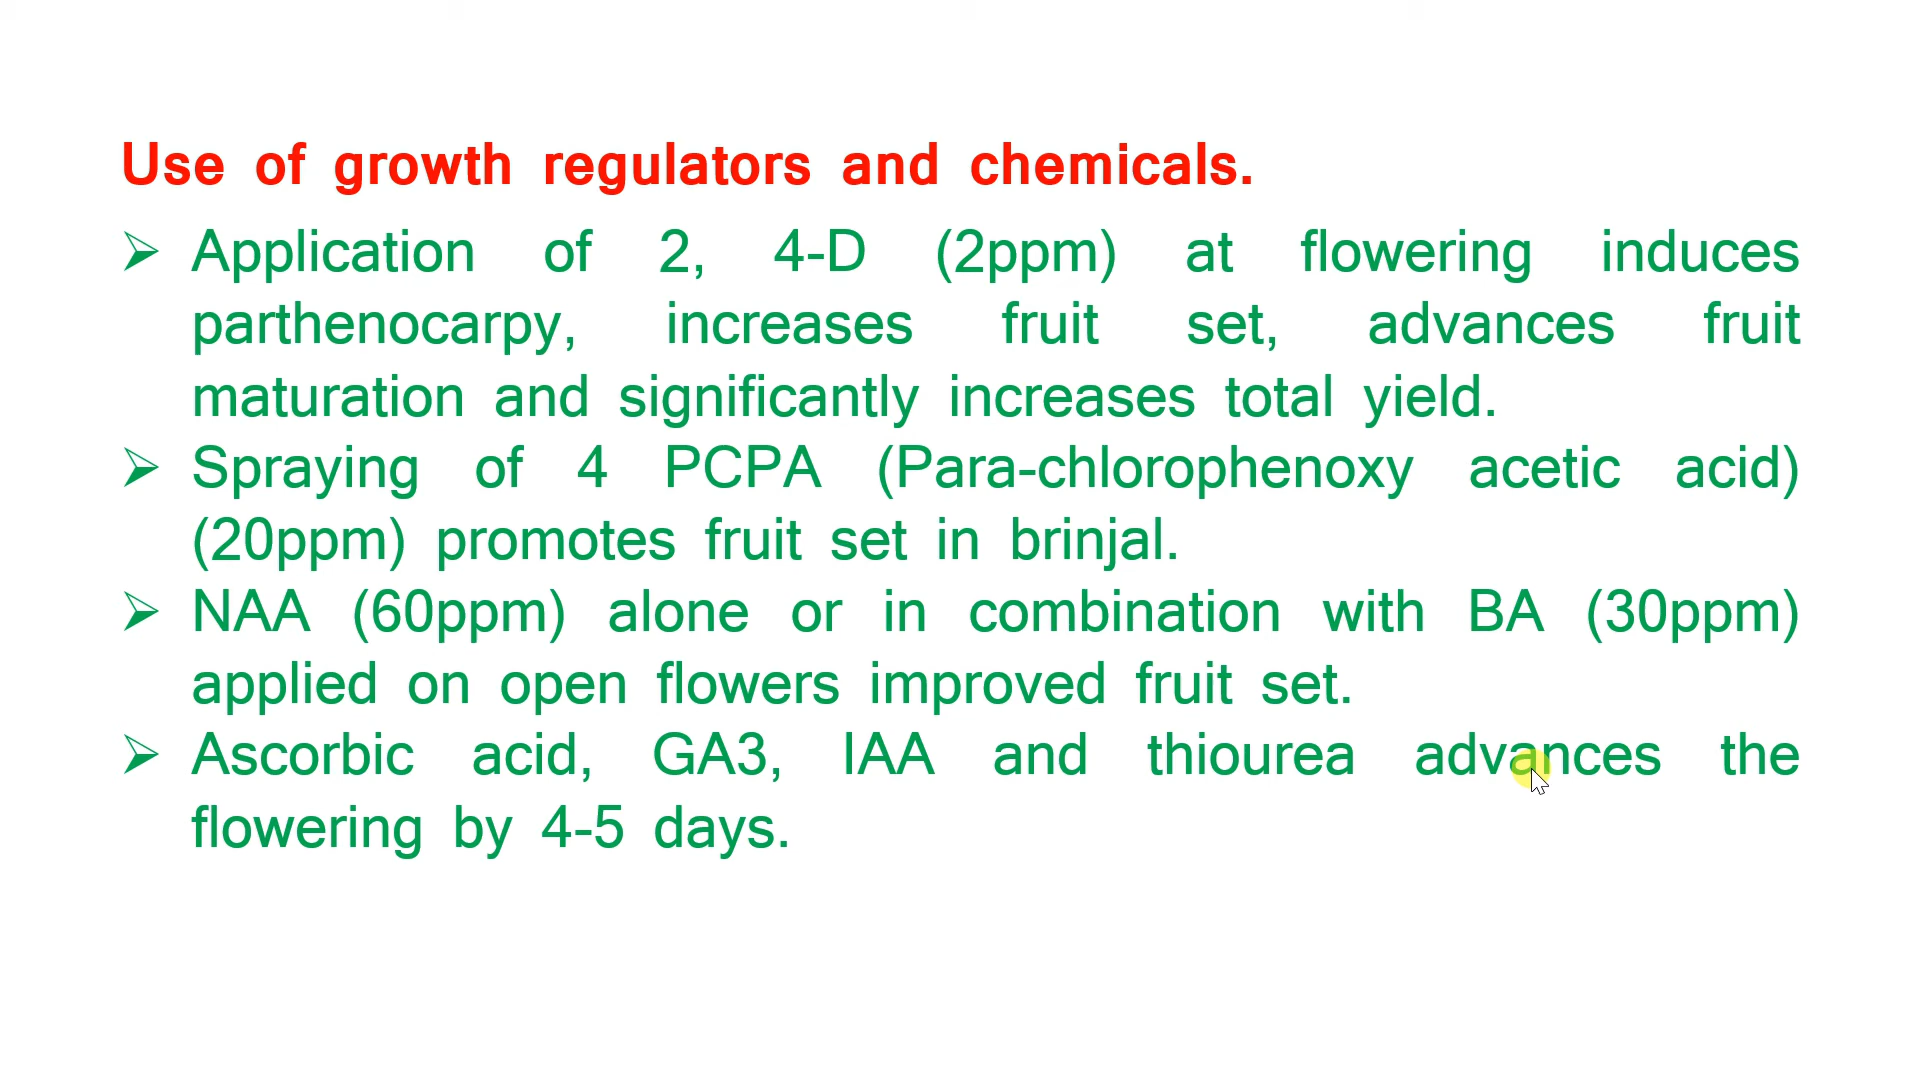 Use of growth regulators and chemicals.
➢ Application of 2, 4-D (2ppm) at flowering induces
parthenocarpy, increases fruit set, advances fruit
maturation and significantly increases total yield.
➢ Spraying of 4 PCPA (Para-chlorophenoxy acetic acid)
(20ppm) promotes fruit set in brinjal.
➢ NAA (60ppm) alone or in combination with BA (30ppm)
applied on open flowers improved fruit set.
➢ Ascorbic acid, GA3, IAA and thiourea advances the
flowering by 4-5 days.